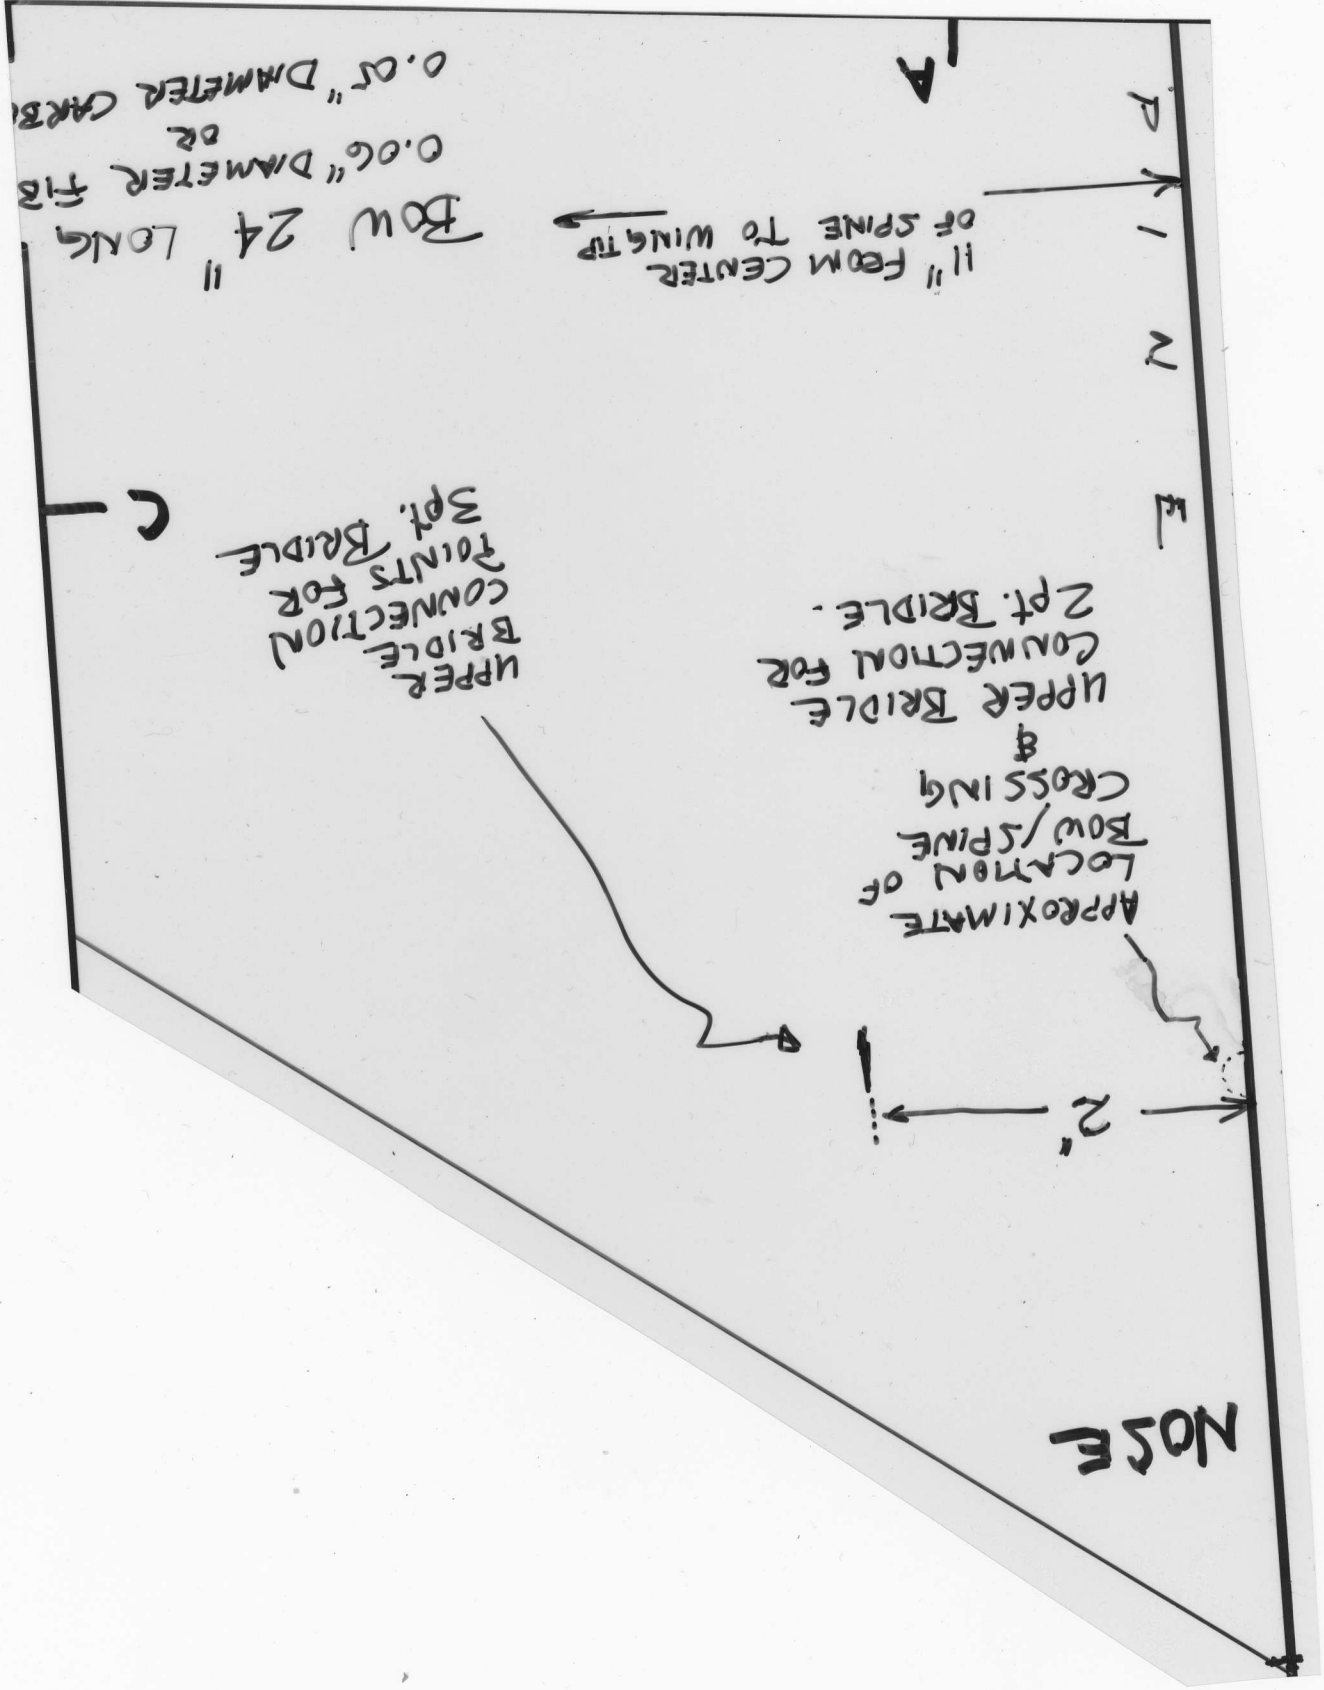 NOSE
2"
APPROXIMATE
LOCATION OF
BOW/SPINE
CROSSING
&
UPPER BRIDLE
CONNECTION FOR
2pt. BRIDLE.
UPPER
BRIDLE
CONNECTION
POINTS FOR
3pt. BRIDLE
C
P I N E
11" FROM CENTER
OF SPINE TO WINGTIP
BOW 24" LONG
0.06" DIAMETER FIB
OR
0.05" DIAMETER CARB
A